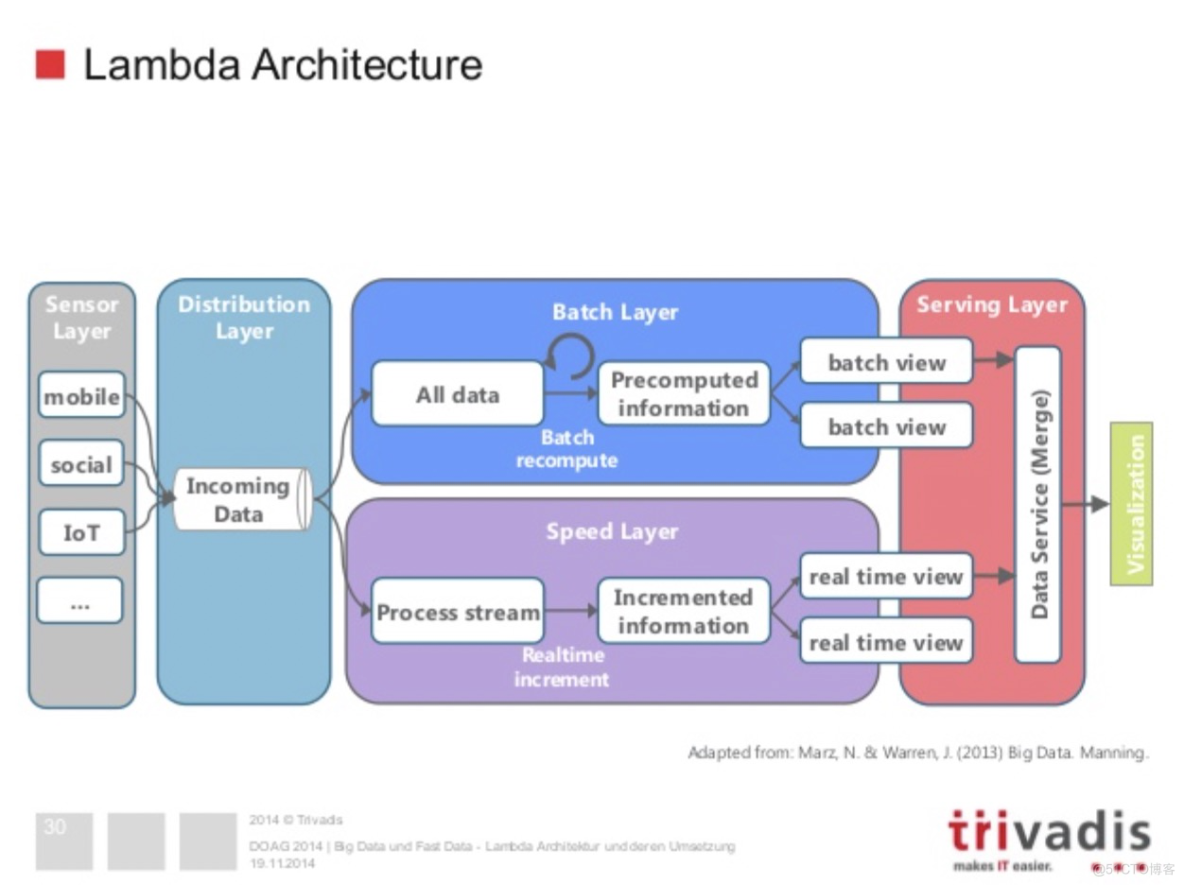 Lambda Architecture
Sensor
Layer
mobile
social
IoT
...
Distribution
Layer
Incoming
Data
Batch Layer
All data
Precomputed
information
Batch
recompute
batch view
batch view
Speed Layer
Process stream
Incremented
information
Realtime
increment
real time view
real time view
Serving Layer
Data Service (Merge)
Visualization
Adapted from: Marz, N. & Warren, J. (2013) Big Data. Manning.
30
2014 © Trivadis
DOAG 2014 | Big Data und Fast Data - Lambda Architektur und deren Umsetzung
19.11.2014
trivadis
makes IT easier.
@51CTO博客